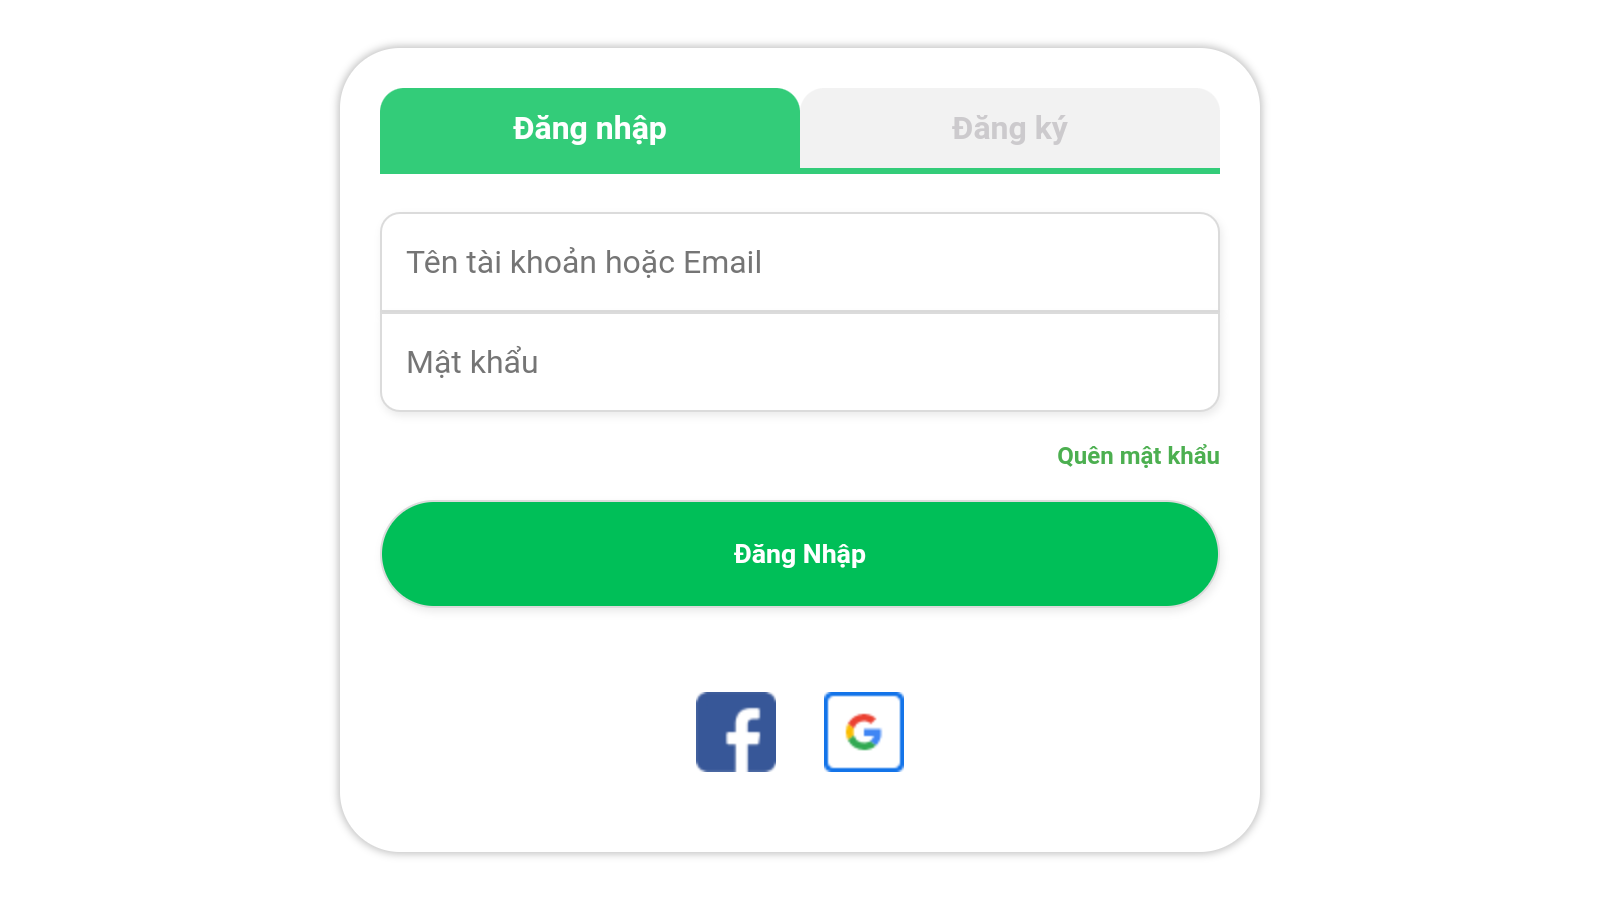 Đăng nhập
Đăng ký
Tên tài khoản hoặc Email
Mật khẩu
Quên mật khẩu
Đăng Nhập